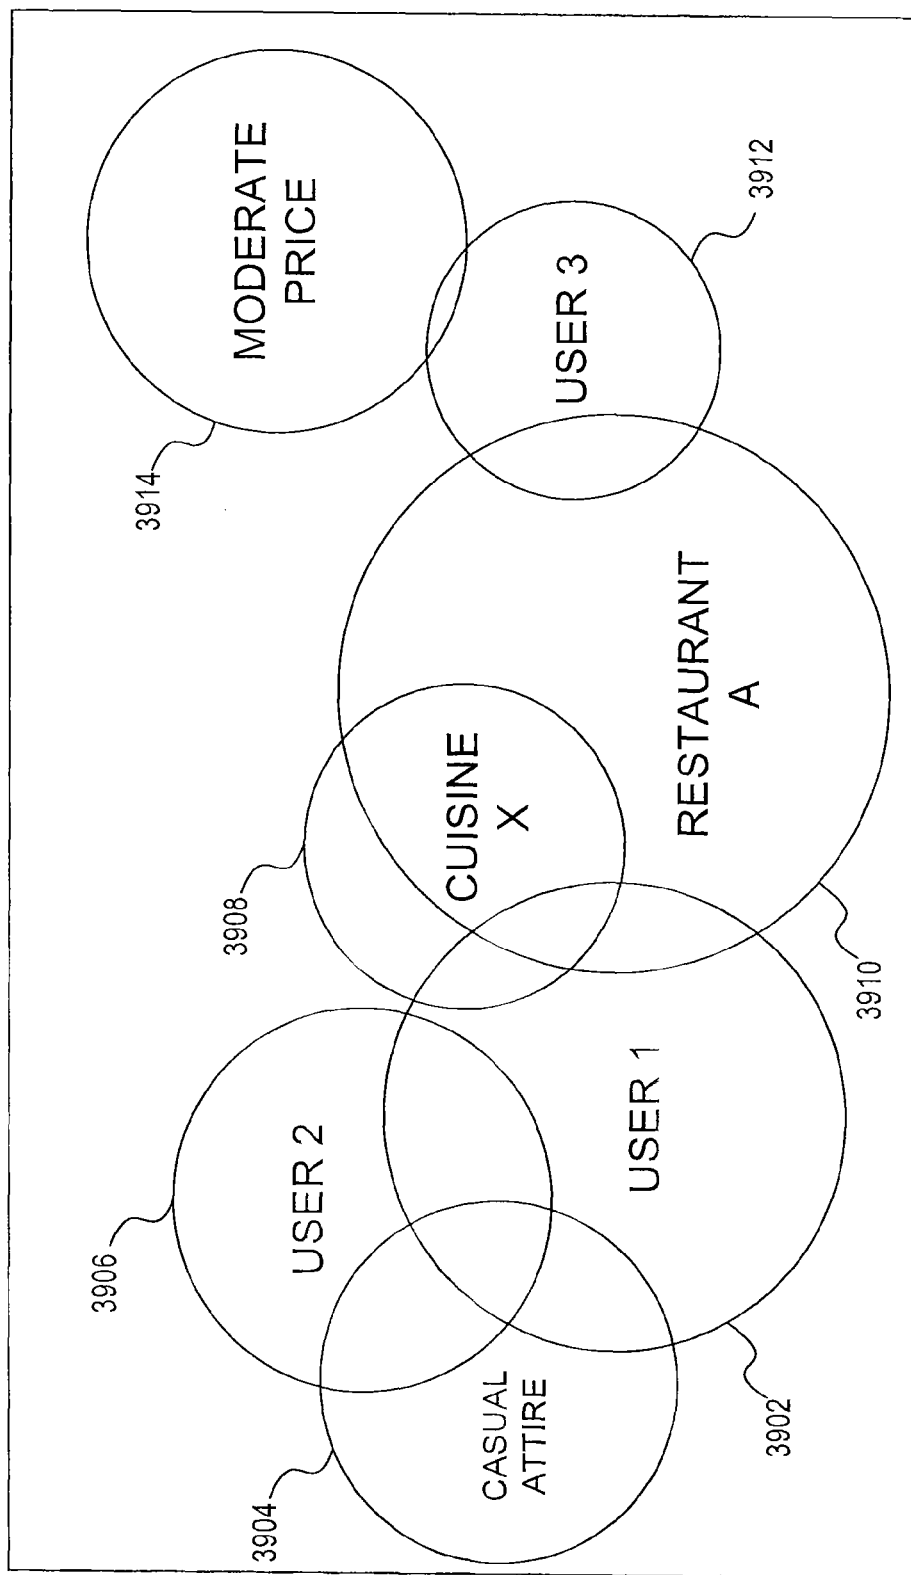 3904
3906
3908
3914
CASUAL
ATTIRE
USER 2
CUISINE
X
MODERATE
PRICE
USER 1
RESTAURANT
A
USER 3
3902
3910
3912